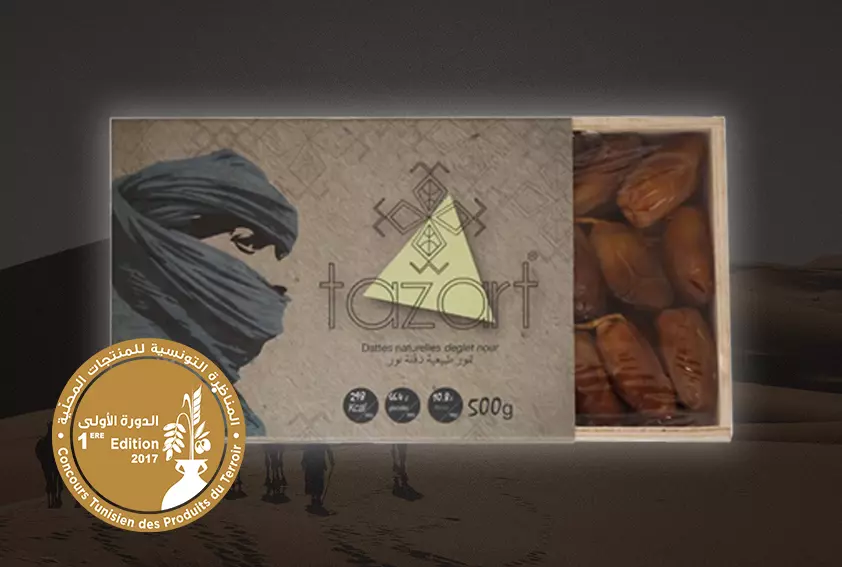 tazart®
Dattes naturelles deglet nour
تمور طبيعية دڨلة نور
500g
المناظرة التونسية للمنتجات المحلية
الدورة الأولى
1ERE Edition
2017
Concours Tunisien des Produits du Terroir